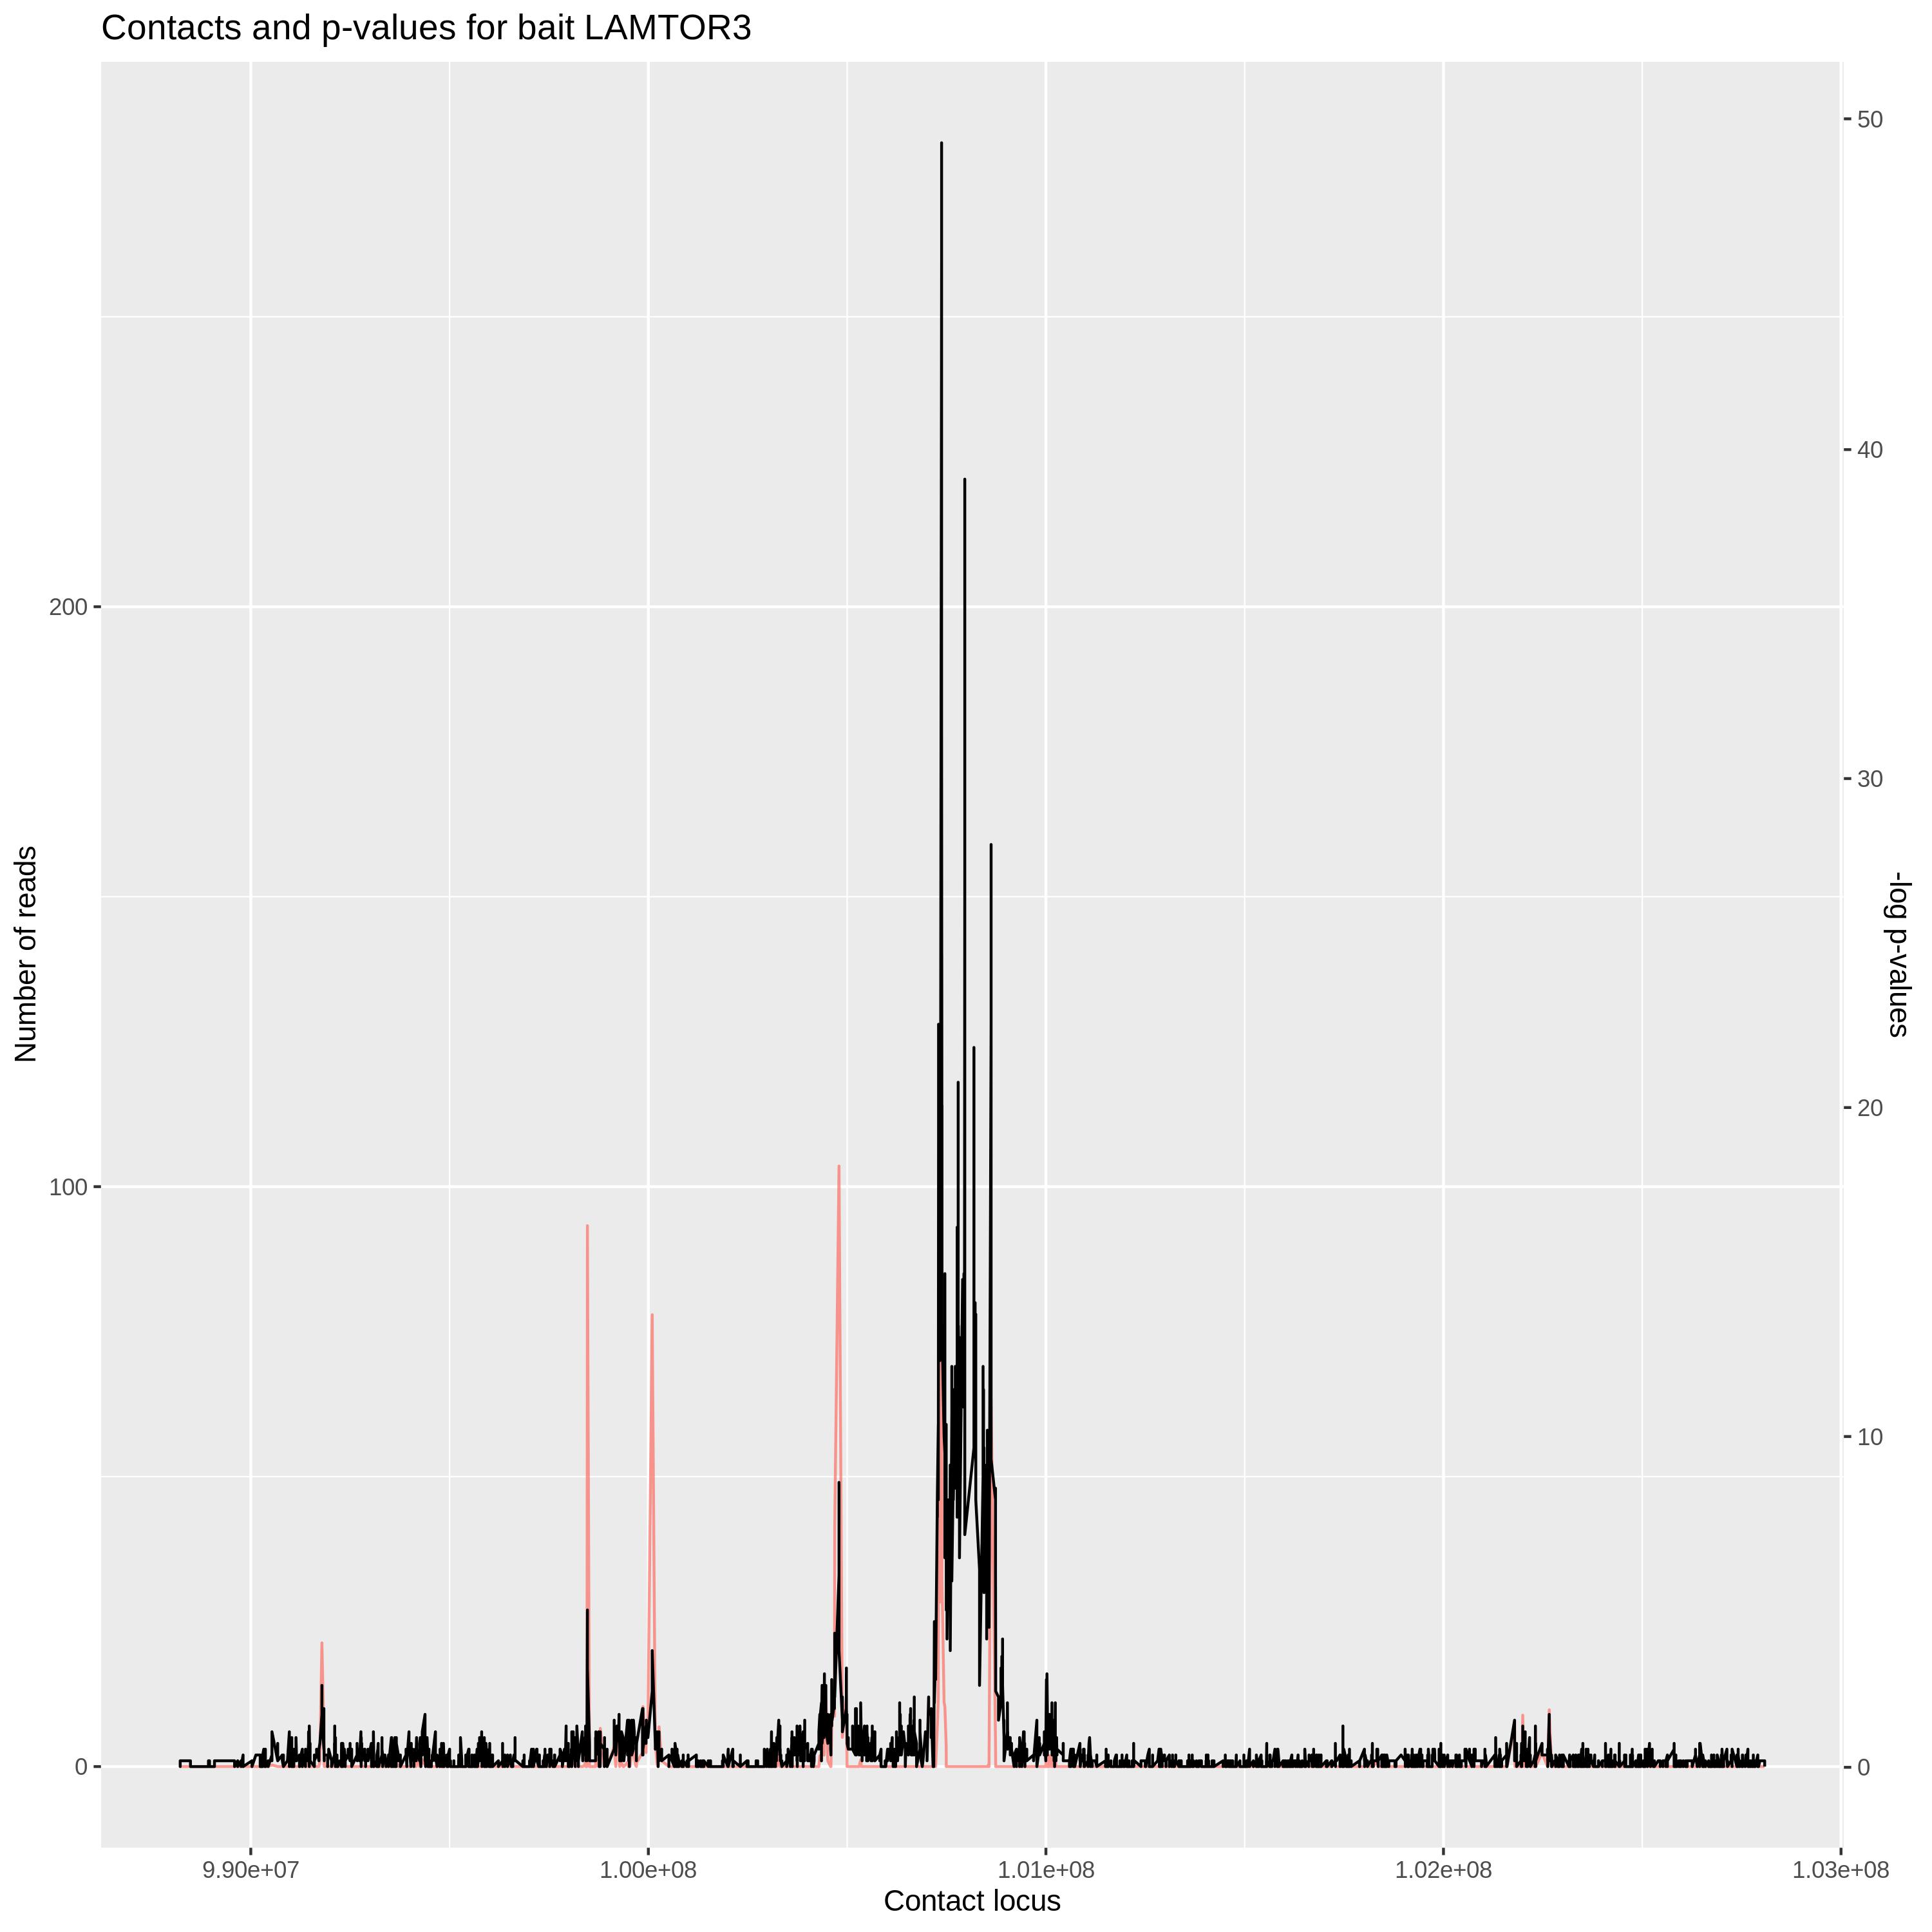 Contacts and p-values for bait LAMTOR3
Number of reads
200
100
0
50
40
30
20
10
0
-log p-values
9.90e+07
1.00e+08
1.01e+08
1.02e+08
1.03e+08
Contact locus